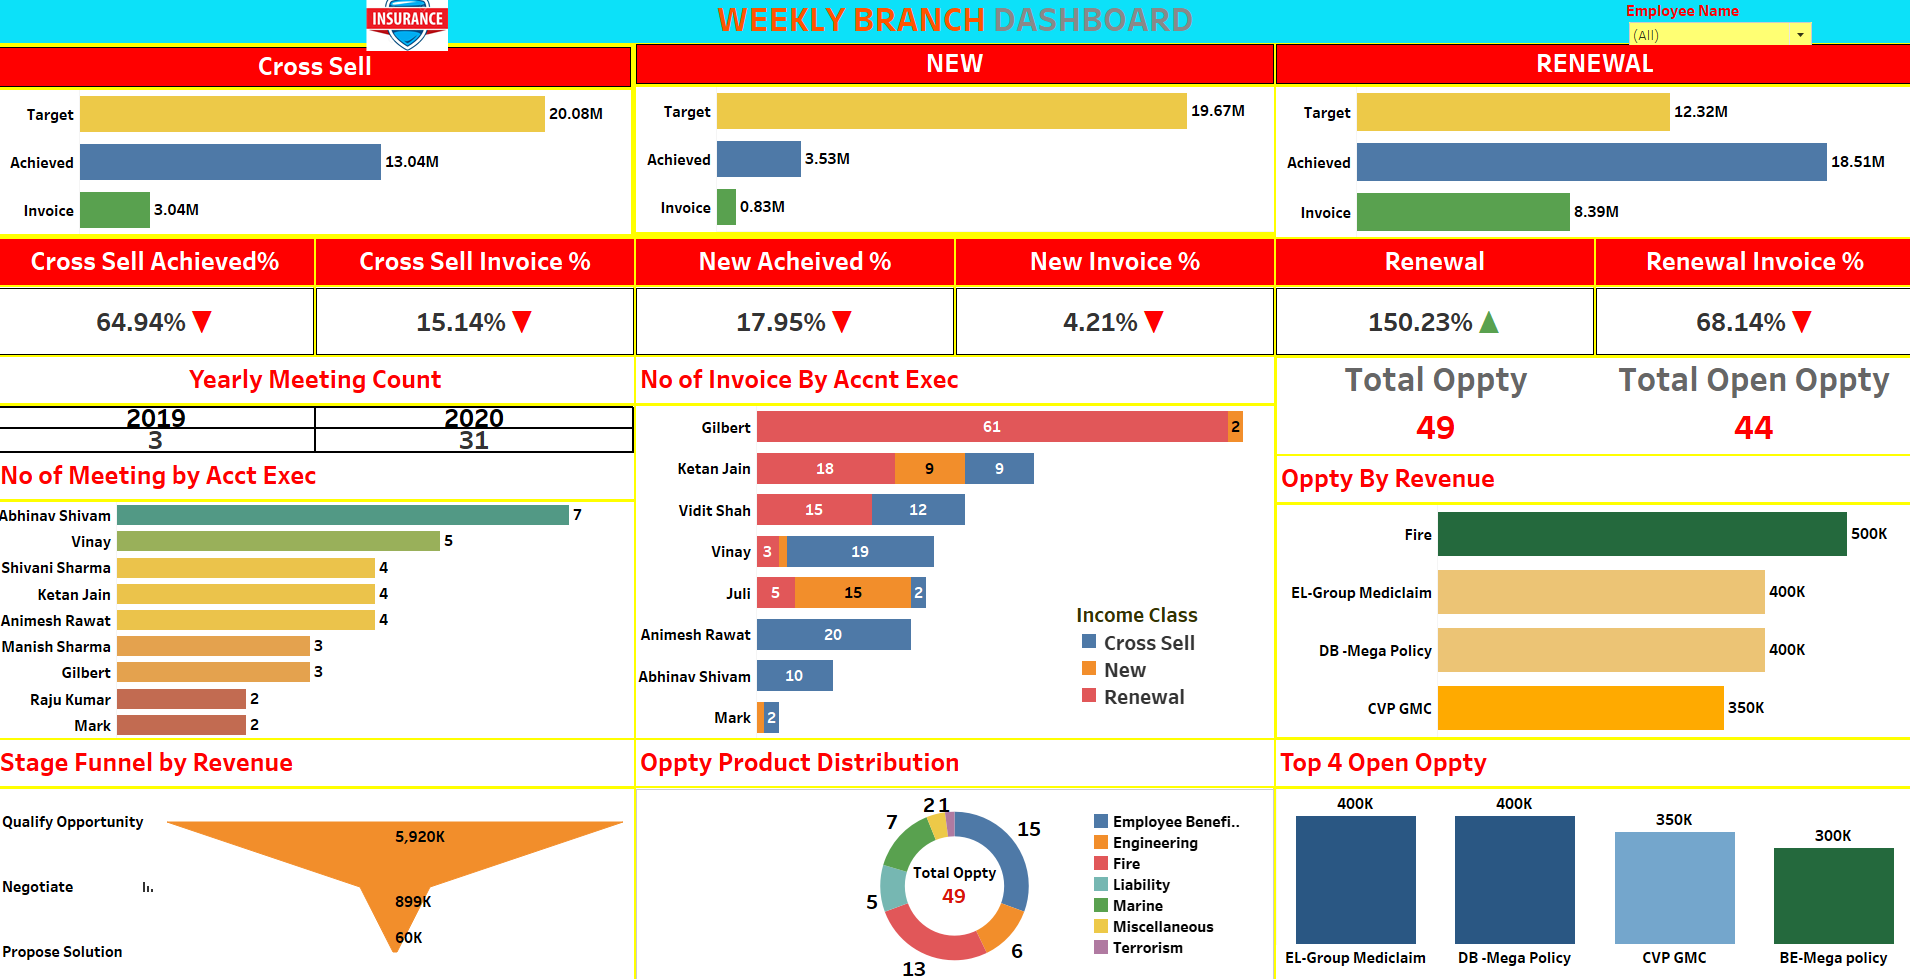 INSURANCE
WEEKLY BRANCH DASHBOARD
Employee Name
(All)
Cross Sell
Target
20.08M
Achieved
13.04M
Invoice
3.04M
NEW
Target
19.67M
Achieved
3.53M
Invoice
0.83M
RENEWAL
Target
12.32M
Achieved
18.51M
Invoice
8.39M
Cross Sell Achieved%
64.94%
Cross Sell Invoice %
15.14%
New Acheived %
17.95%
New Invoice %
4.21%
Renewal
150.23%
Renewal Invoice %
68.14%
Yearly Meeting Count
2019 2020
3 31
No of Meeting by Acct Exec
Abhinav Shivam 7
Vinay 5
Shivani Sharma 4
Ketan Jain 4
Animesh Rawat 4
Manish Sharma 3
Gilbert 3
Raju Kumar 2
Mark 2
No of Invoice By Accnt Exec
Gilbert 61 2
Ketan Jain 18 9 9
Vidit Shah 15 12
Vinay 3 19
Juli 5 15 2
Animesh Rawat 20
Abhinav Shivam 10
Mark 2
Income Class
Cross Sell
New
Renewal
Total Oppty
49
Total Open Oppty
44
Oppty By Revenue
Fire 500K
EL-Group Mediclaim 400K
DB -Mega Policy 400K
CVP GMC 350K
Stage Funnel by Revenue
Qualify Opportunity
5,920K
Negotiate
899K
60K
Propose Solution
Oppty Product Distribution
2 1
7 15
5 6
13
Total Oppty
49
Employee Benefi..
Engineering
Fire
Liability
Marine
Miscellaneous
Terrorism
Top 4 Open Oppty
400K 400K 350K 300K
EL-Group Mediclaim DB -Mega Policy CVP GMC BE-Mega policy